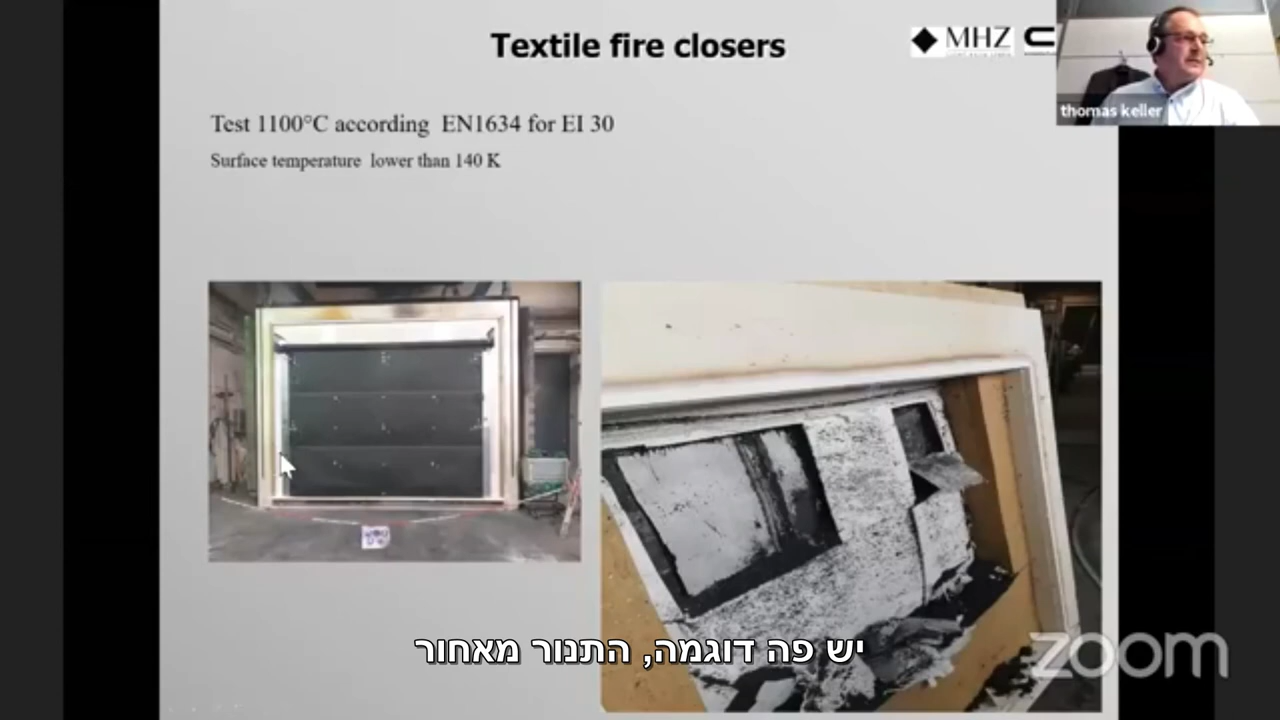 Textile fire closers
MHZ
thomas keller
Test 1100°C according EN1634 for EI 30
Surface temperature lower than 140 K
יש פה דוגמה, התנור מאחור
zoom